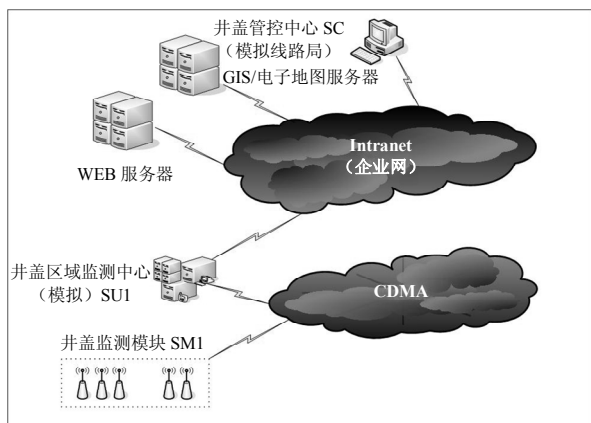 井盖管控中心 SC
（模拟线路局）
GIS/电子地图服务器
Intranet
（企业网）
WEB 服务器
井盖区域监测中心
（模拟）SU1
CDMA
井盖监测模块 SM1